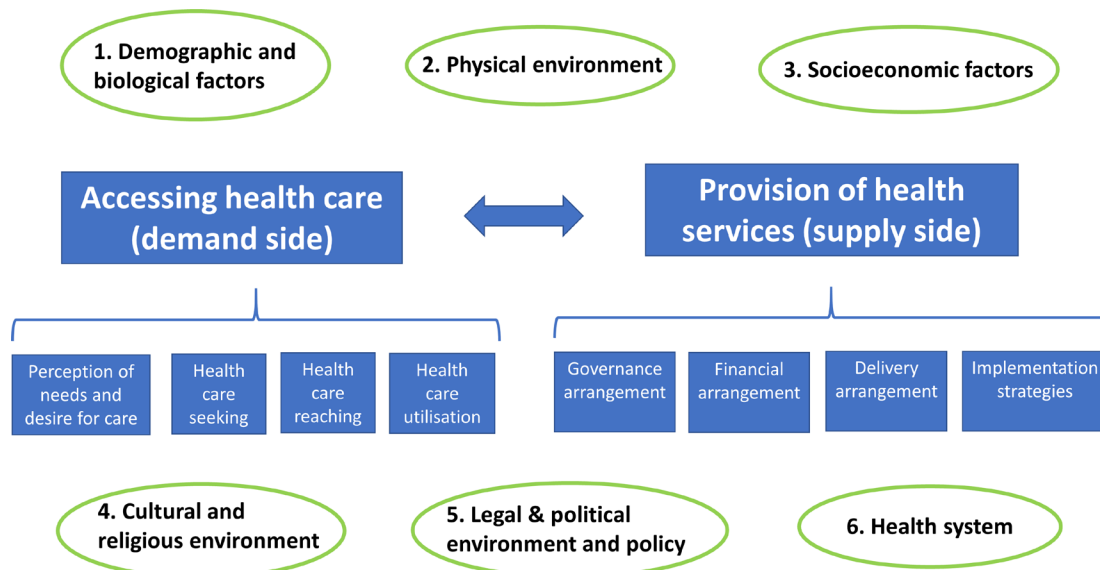 1. Demographic and
biological factors
2. Physical environment
3. Socioeconomic factors
Accessing health care
(demand side)
Provision of health
services (supply side)
Perception of
needs and
desire for care
Health
care
seeking
Health
care
reaching
Health
care
utilisation
Governance
arrangement
Financial
arrangement
Delivery
arrangement
Implementation
strategies
4. Cultural and
religious environment
5. Legal & political
environment and policy
6. Health system